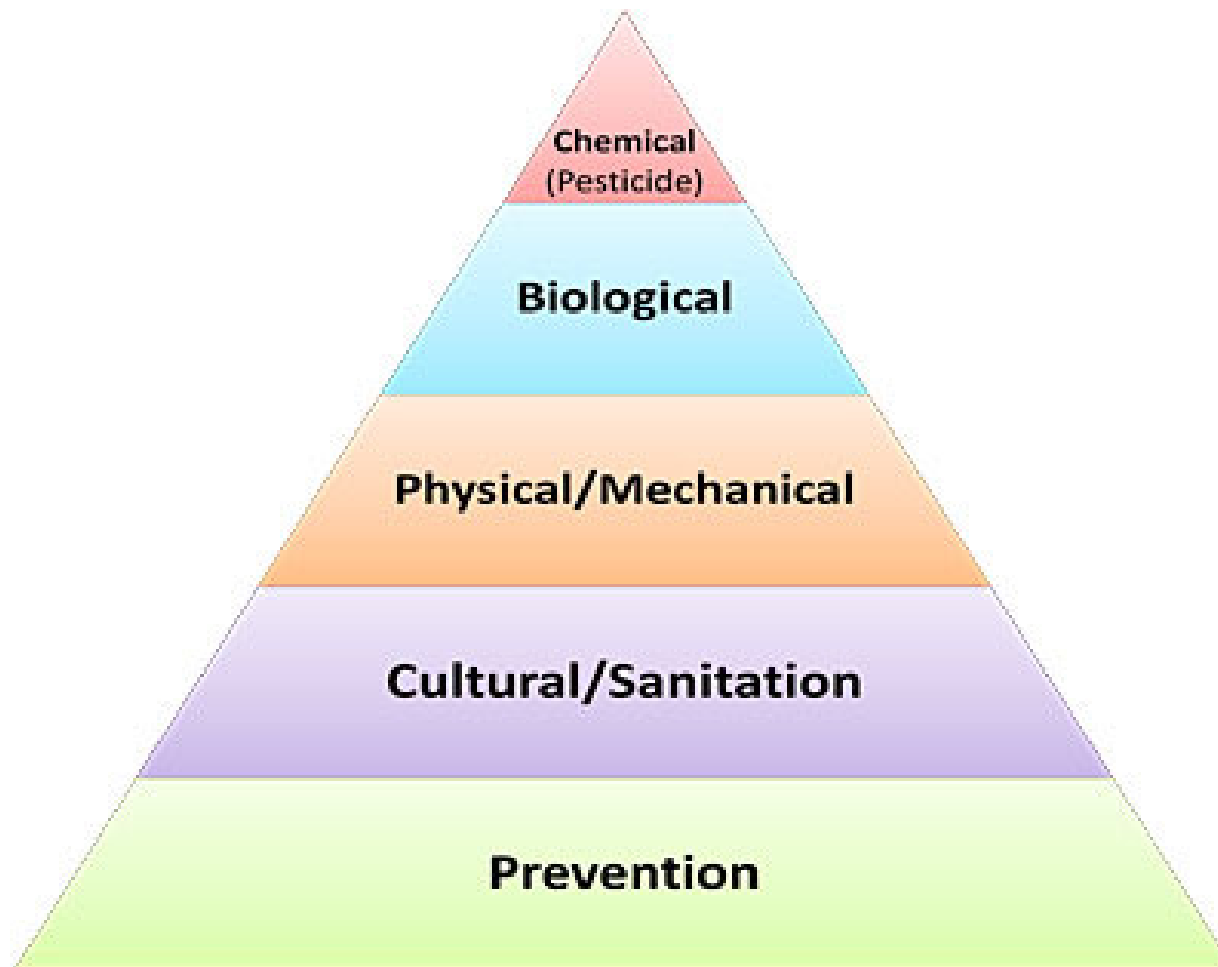 Chemical
(Pesticide)
Biological
Physical/Mechanical
Cultural/Sanitation
Prevention